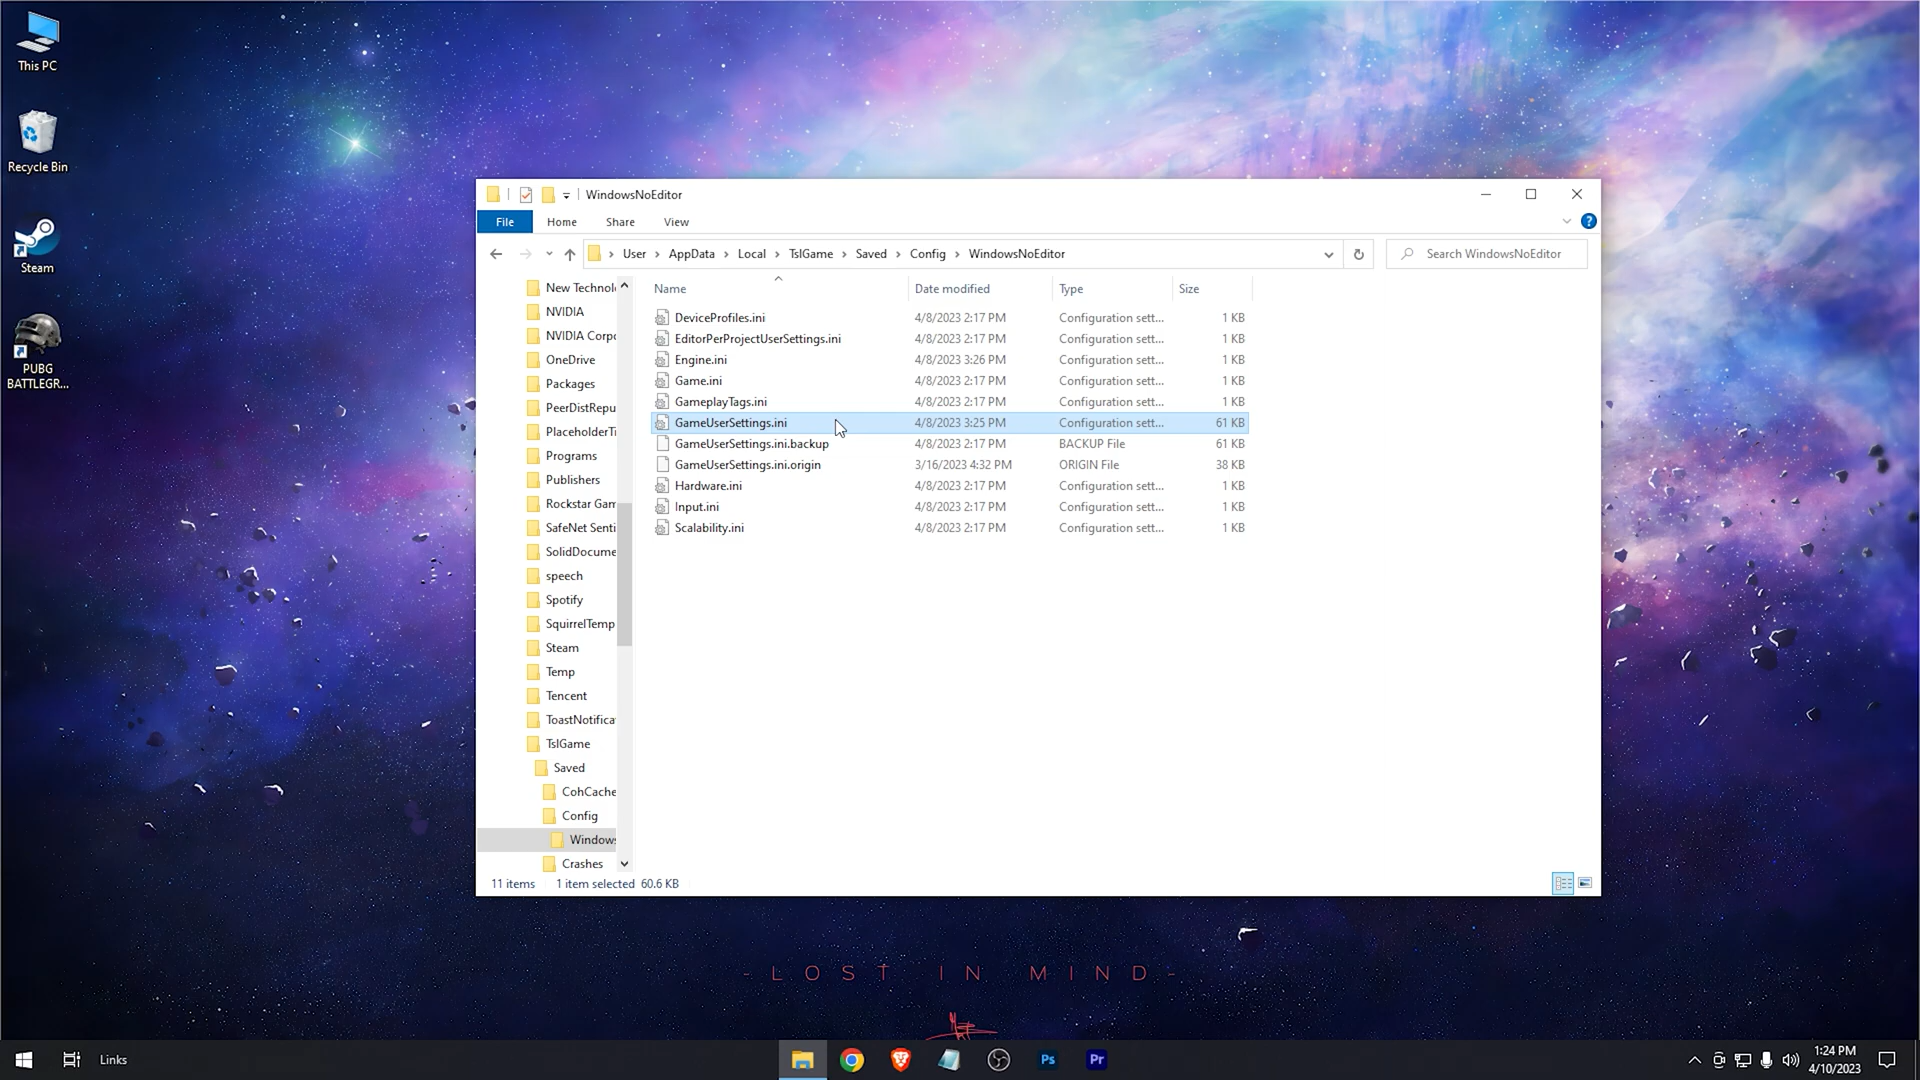 This PC
Recycle Bin
Steam
PUBG
BATTLEGR...
WindowsNoEditor
File Home Share View
User AppData Local TslGame Saved Config WindowsNoEditor
Search WindowsNoEditor
New Technol
NVIDIA
NVIDIA Corpo
OneDrive
Packages
PeerDistRepu
PlaceholderTi
Programs
Publishers
Rockstar Gam
SafeNet Senti
SolidDocume
speech
Spotify
SquirrelTemp
Steam
Temp
Tencent
ToastNotifica
TslGame
Saved
CohCache
Config
Windows
Crashes
Name Date modified Type Size
DeviceProfiles.ini 4/8/2023 2:17 PM Configuration sett... 1 KB
EditorPerProjectUserSettings.ini 4/8/2023 2:17 PM Configuration sett... 1 KB
Engine.ini 4/8/2023 3:26 PM Configuration sett... 1 KB
Game.ini 4/8/2023 2:17 PM Configuration sett... 1 KB
GameplayTags.ini 4/8/2023 2:17 PM Configuration sett... 1 KB
GameUserSettings.ini 4/8/2023 3:25 PM Configuration sett... 61 KB
GameUserSettings.ini.backup 4/8/2023 2:17 PM BACKUP File 61 KB
GameUserSettings.ini.origin 3/16/2023 4:32 PM ORIGIN File 38 KB
Hardware.ini 4/8/2023 2:17 PM Configuration sett... 1 KB
Input.ini 4/8/2023 2:17 PM Configuration sett... 1 KB
Scalability.ini 4/8/2023 2:17 PM Configuration sett... 1 KB
11 items 1 item selected 60.6 KB
- LOST IN MIND -
Links
Ps
Pr
1:24 PM
4/10/2023